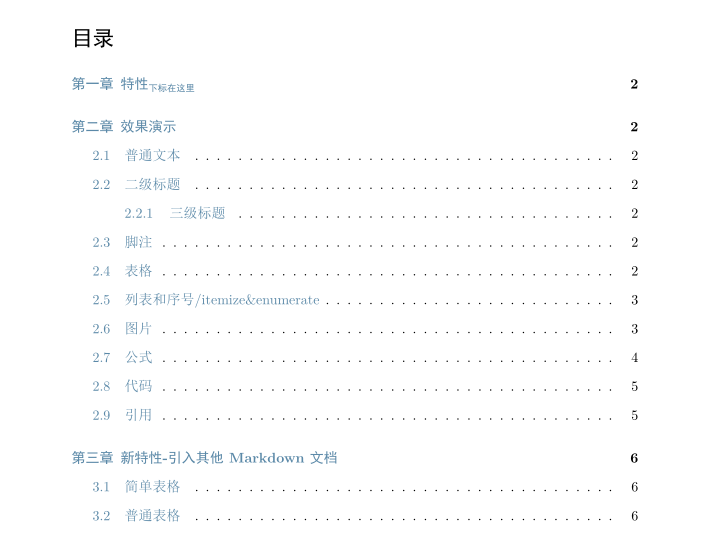 目录
第一章 特性下标在这里 2
第二章 效果演示 2
2.1 普通文本 . . . . . . . . . . . . . . . . . . . . . . . . . . . . . . . . . . . . . . . 2
2.2 二级标题 . . . . . . . . . . . . . . . . . . . . . . . . . . . . . . . . . . . . . . . 2
2.2.1 三级标题 . . . . . . . . . . . . . . . . . . . . . . . . . . . . . . . . . . . 2
2.3 脚注 . . . . . . . . . . . . . . . . . . . . . . . . . . . . . . . . . . . . . . . . . . 2
2.4 表格 . . . . . . . . . . . . . . . . . . . . . . . . . . . . . . . . . . . . . . . . . . 2
2.5 列表和序号/itemize&enumerate . . . . . . . . . . . . . . . . . . . . . . . . . . . 3
2.6 图片 . . . . . . . . . . . . . . . . . . . . . . . . . . . . . . . . . . . . . . . . . . 3
2.7 公式 . . . . . . . . . . . . . . . . . . . . . . . . . . . . . . . . . . . . . . . . . . 4
2.8 代码 . . . . . . . . . . . . . . . . . . . . . . . . . . . . . . . . . . . . . . . . . . 5
2.9 引用 . . . . . . . . . . . . . . . . . . . . . . . . . . . . . . . . . . . . . . . . . . 5
第三章 新特性-引入其他 Markdown 文档 6
3.1 简单表格 . . . . . . . . . . . . . . . . . . . . . . . . . . . . . . . . . . . . . . . 6
3.2 普通表格 . . . . . . . . . . . . . . . . . . . . . . . . . . . . . . . . . . . . . . . 6